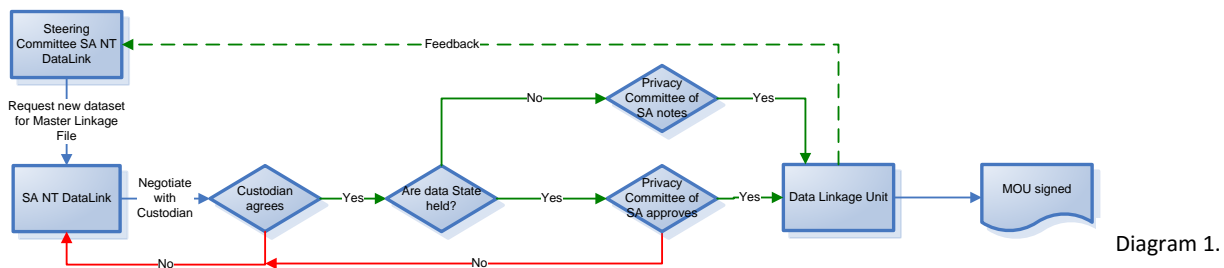 Steering
Committee SA NT
DataLink
Feedback
Request new dataset
for Master Linkage
File
Privacy
Committee of
SA notes
No
Yes
SA NT DataLink
Negotiate
with
Custodian
Custodian
agrees
Yes
Are data State
held?
Yes
Privacy
Committee of
SA approves
Yes
Data Linkage Unit
MOU signed
No
No
Diagram 1.